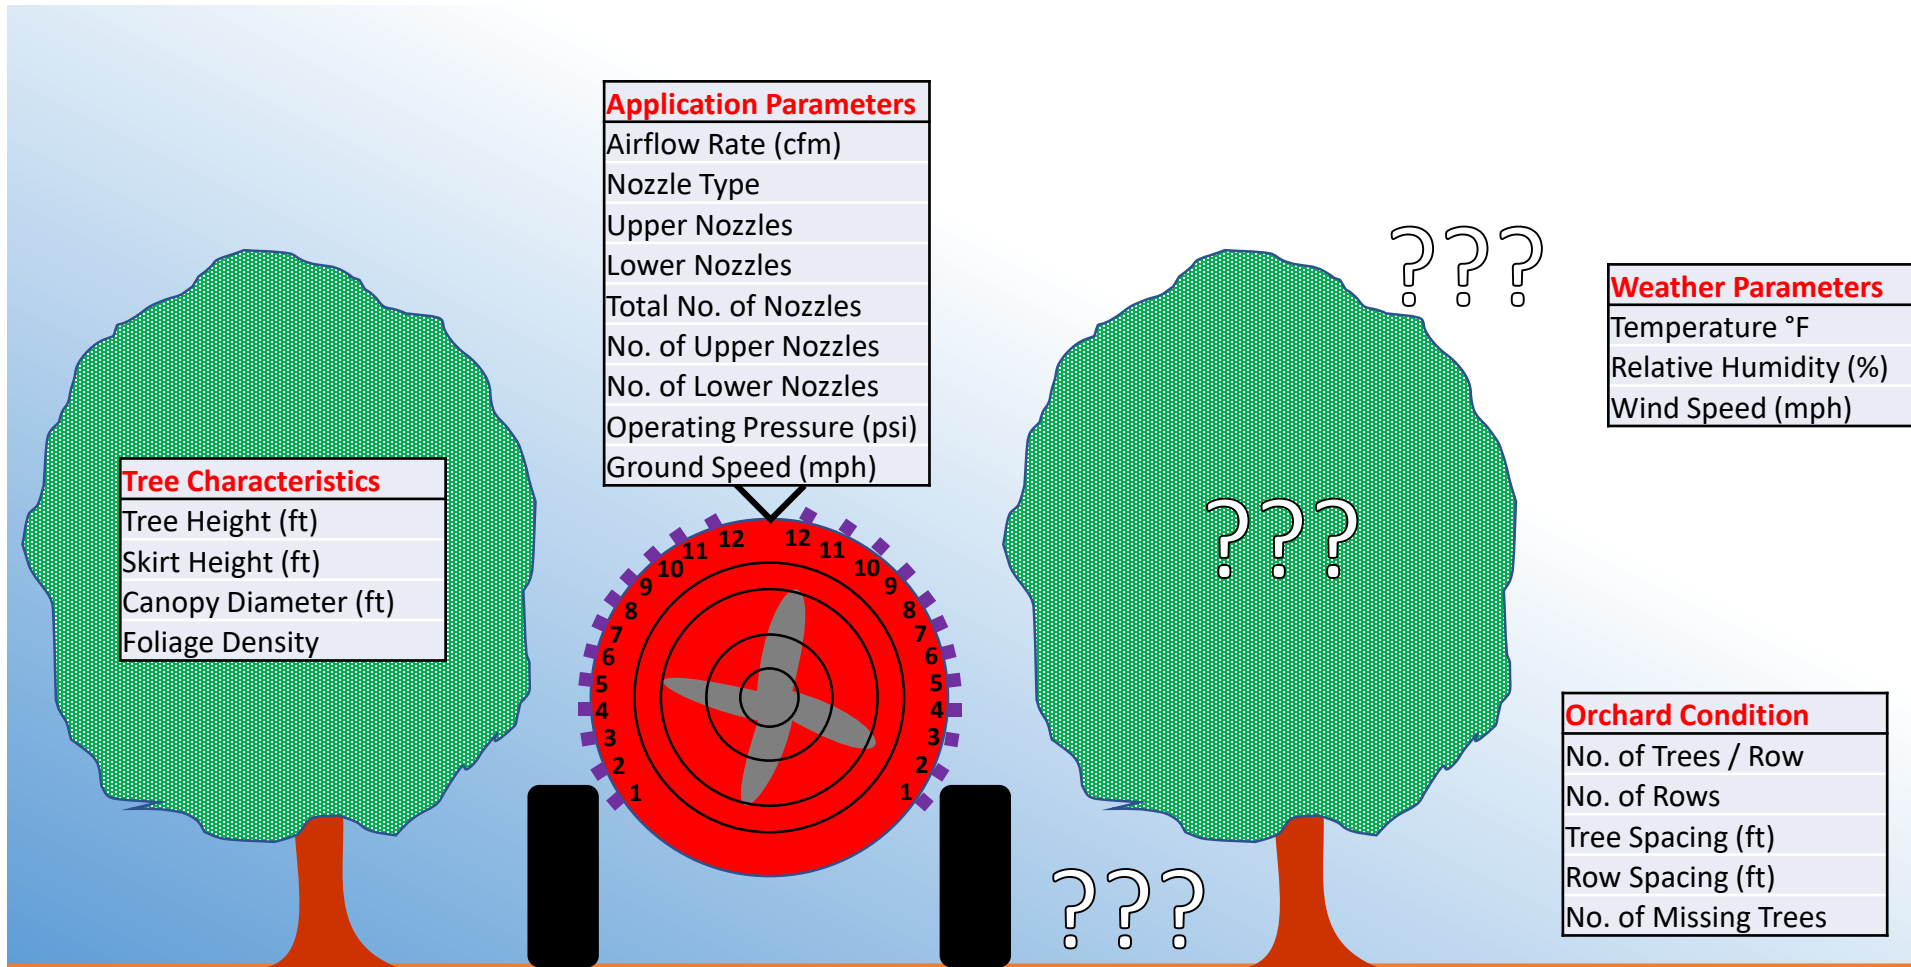 Application Parameters
Airflow Rate (cfm)
Nozzle Type
Upper Nozzles
Lower Nozzles
Total No. of Nozzles
No. of Upper Nozzles
No. of Lower Nozzles
Operating Pressure (psi)
Ground Speed (mph)
???
Weather Parameters
Temperature °F
Relative Humidity (%)
Wind Speed (mph)
Tree Characteristics
Tree Height (ft)
Skirt Height (ft)
Canopy Diameter (ft)
Foliage Density
12 12
11 11
10 10
9 9
8 8
7 7
6 6
5 5
4 4
3 3
2 2
1 1
???
Orchard Condition
No. of Trees / Row
No. of Rows
Tree Spacing (ft)
Row Spacing (ft)
No. of Missing Trees
???